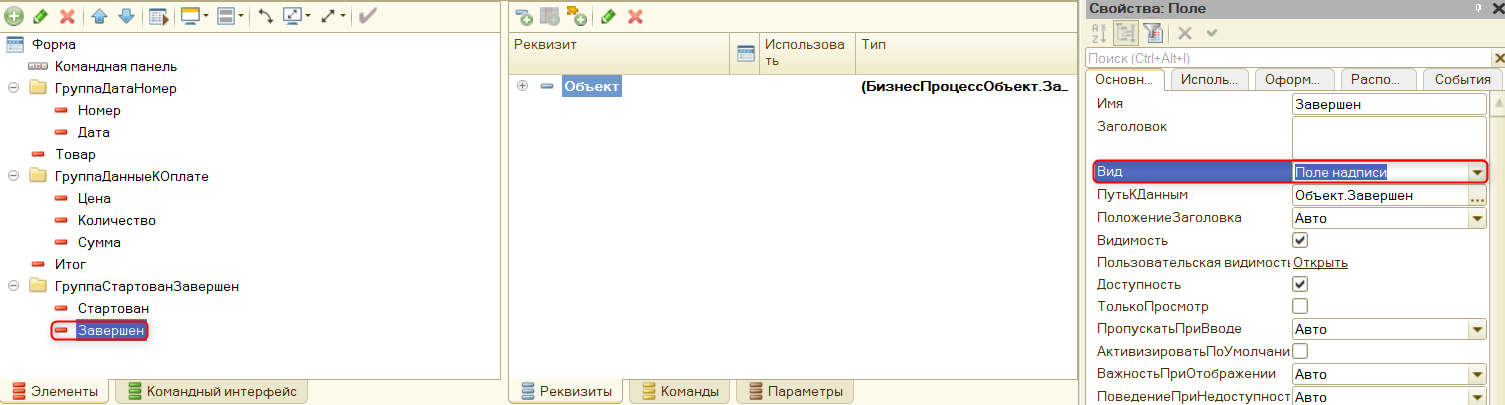 Форма
Командная панель
ГруппаДатаНомер
Номер
Дата
Товар
ГруппаДанныеКОплате
Цена
Количество
Сумма
Итог
ГруппаСтартованЗавершен
Стартован
Завершен
Элементы
Командный интерфейс
Реквизит
Использова
ть
Тип
Объект
(БизнесПроцессОбъект.За...
Реквизиты
Команды
Параметры
Свойства: Поле
Поиск (Ctrl+Alt+I)
Основн...
Исполь...
Оформ...
Распо...
События
Имя
Завершен
Заголовок
Вид
Поле надписи
ПутьКДанным
Объект.Завершен
...
ПоложениеЗаголовка
Авто
Видимость
Пользовательская видимость
Открыть
Доступность
ТолькоПросмотр
ПропускатьПриВводе
Авто
АктивизироватьПоУмолчани
ВажностьПриОтображении
Авто
ПоведениеПриНедоступност
Авто